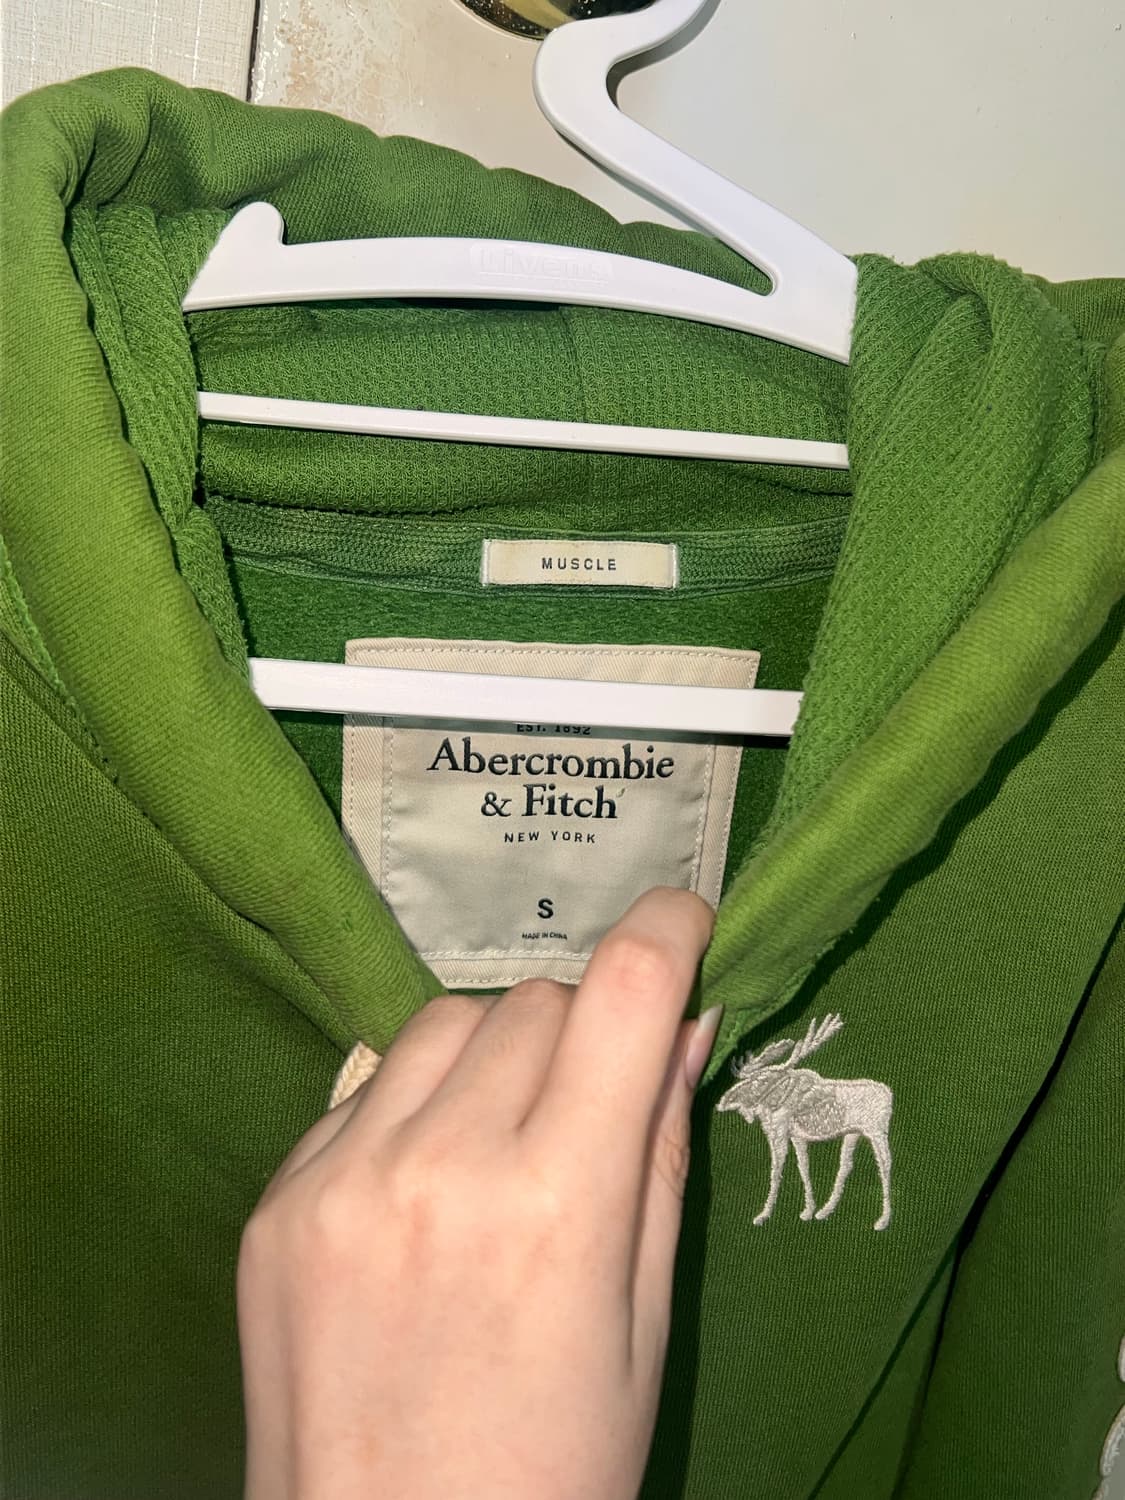 MUSCLE
EST. 1892
Abercrombie
& Fitch
NEW YORK
S
MADE IN CHINA